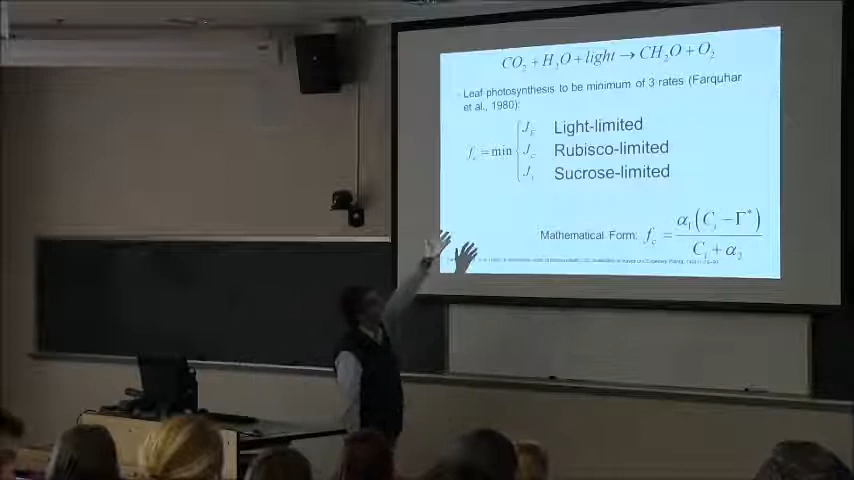 CO₂ + H₂O + light → CH₂O + O₂
Leaf photosynthesis to be minimum of 3 rates (Farquhar
et al., 1980):
J_E Light-limited
f_c = min J_c Rubisco-limited
J_s Sucrose-limited
Mathematical Form: f_c = α₁(C_i − Γ*) / C_i + α₂